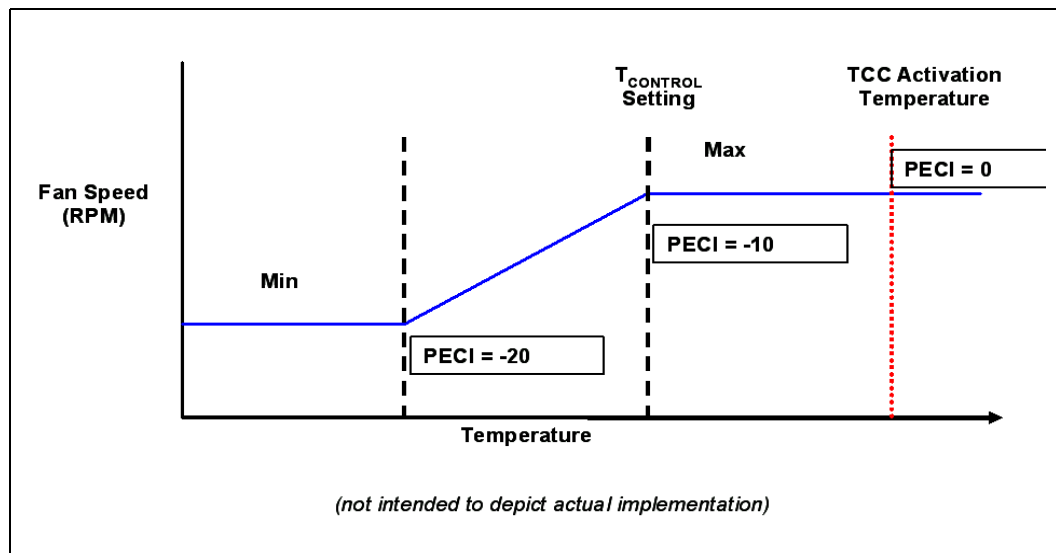 T_CONTROL
Setting
TCC Activation
Temperature
Max
PECI = 0
Fan Speed
(RPM)
PECI = -10
Min
PECI = -20
Temperature
(not intended to depict actual implementation)